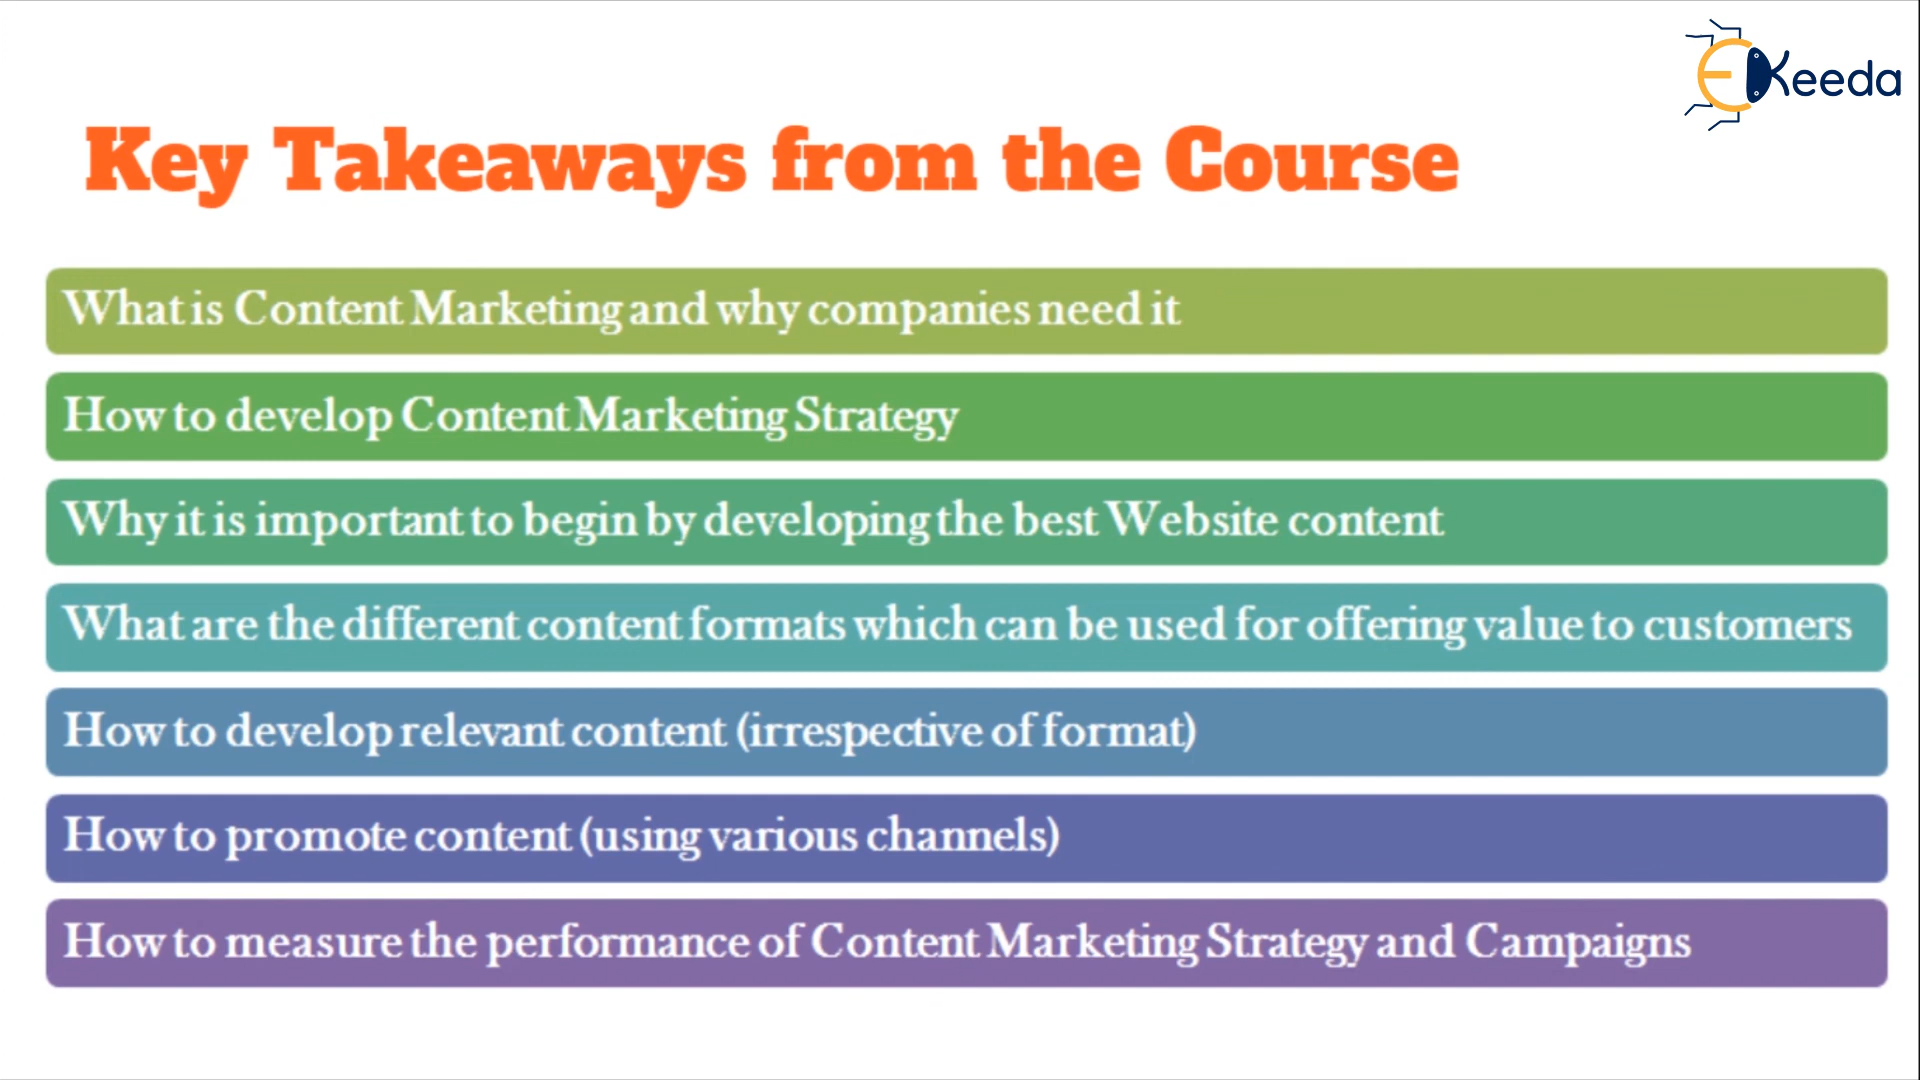 EKeeda
Key Takeaways from the Course
What is Content Marketing and why companies need it
How to develop Content Marketing Strategy
Why it is important to begin by developing the best Website content
What are the different content formats which can be used for offering value to customers
How to develop relevant content (irrespective of format)
How to promote content (using various channels)
How to measure the performance of Content Marketing Strategy and Campaigns